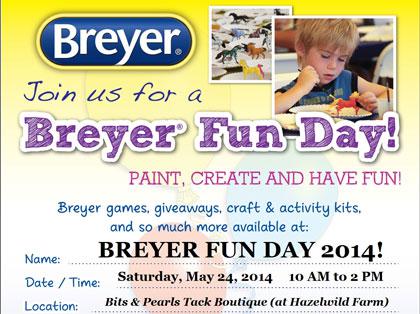 Breyer®
Join us for a
Breyer® Fun Day!
PAINT, CREATE AND HAVE FUN!
Breyer games, giveaways, craft & activity kits,
and so much more available at:
Name: BREYER FUN DAY 2014!
Date / Time: Saturday, May 24, 2014 10 AM to 2 PM
Location: Bits & Pearls Tack Boutique (at Hazelwild Farm)